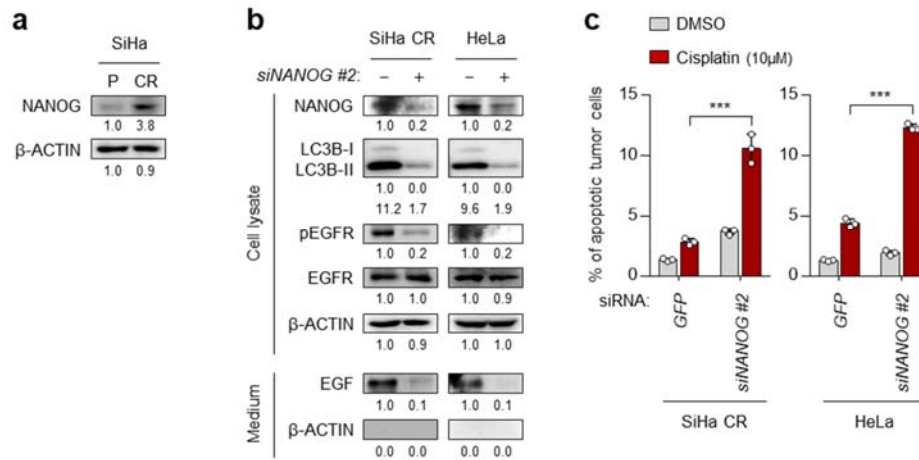 a
SiHa
P CR
NANOG
1.0 3.8
β-ACTIN
1.0 0.9
b
SiHa CR HeLa
siNANOG #2: – + – +
Cell lysate
NANOG
1.0 0.2 1.0 0.2
LC3B-I
LC3B-II
1.0 0.0 1.0 0.0
11.2 1.7 9.6 1.9
pEGFR
1.0 0.2 1.0 0.2
EGFR
1.0 1.0 1.0 0.9
β-ACTIN
1.0 0.9 1.0 1.0
Medium
EGF
1.0 0.1 1.0 0.1
β-ACTIN
0.0 0.0 0.0 0.0
c
DMSO
Cisplatin (10μM)
% of apoptotic tumor cells
15 *** 15 ***
10 10
5 5
0 0
siRNA: GFP siNANOG #2 GFP siNANOG #2
SiHa CR HeLa